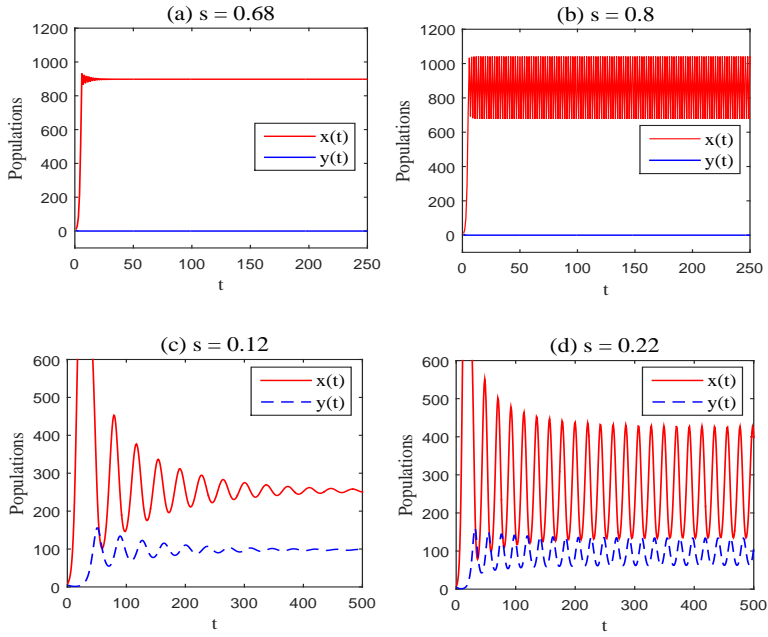 (a) s = 0.68
1200
1000
800
600
400
200
0
0 50 100 150 200 250
Populations
t
x(t)
y(t)
(b) s = 0.8
1200
1000
800
600
400
200
0
0 50 100 150 200 250
Populations
t
x(t)
y(t)
(c) s = 0.12
600
500
400
300
200
100
0
0 100 200 300 400 500
Populations
t
x(t)
y(t)
(d) s = 0.22
600
500
400
300
200
100
0
0 100 200 300 400 500
Populations
t
x(t)
y(t)